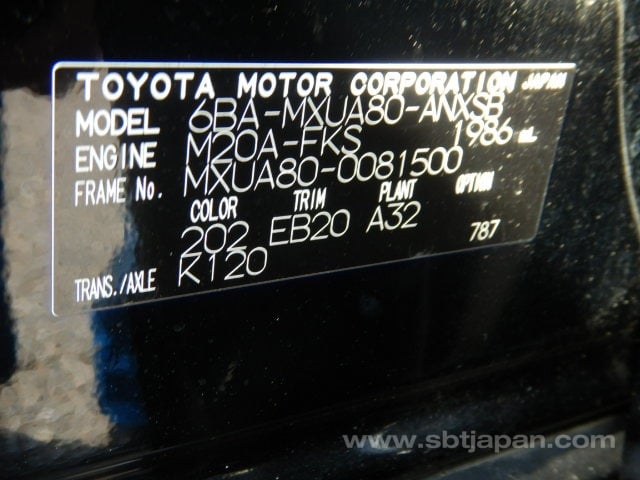 TOYOTA MOTOR CORPORATION JAPAN
MODEL 6BA-MXUA80-ANXSB
ENGINE M20A-FKS 1986 mL
FRAME No. MXUA80-0081500
COLOR TRIM PLANT OPTION
202 EB20 A32 787
TRANS./AXLE K120
www.sbtjapan.com